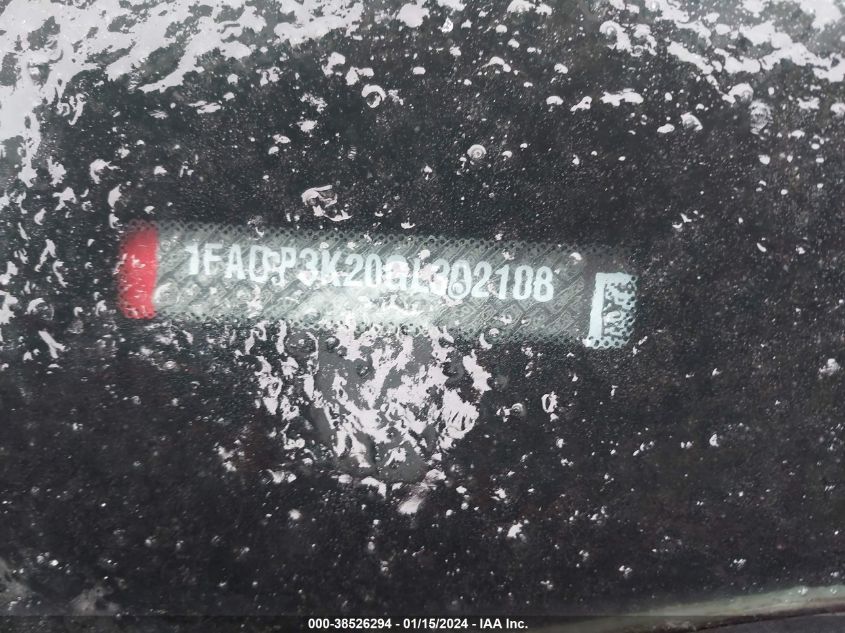 1FADP3K20GL302108
000-38526294 - 01/15/2024 - IAA Inc.